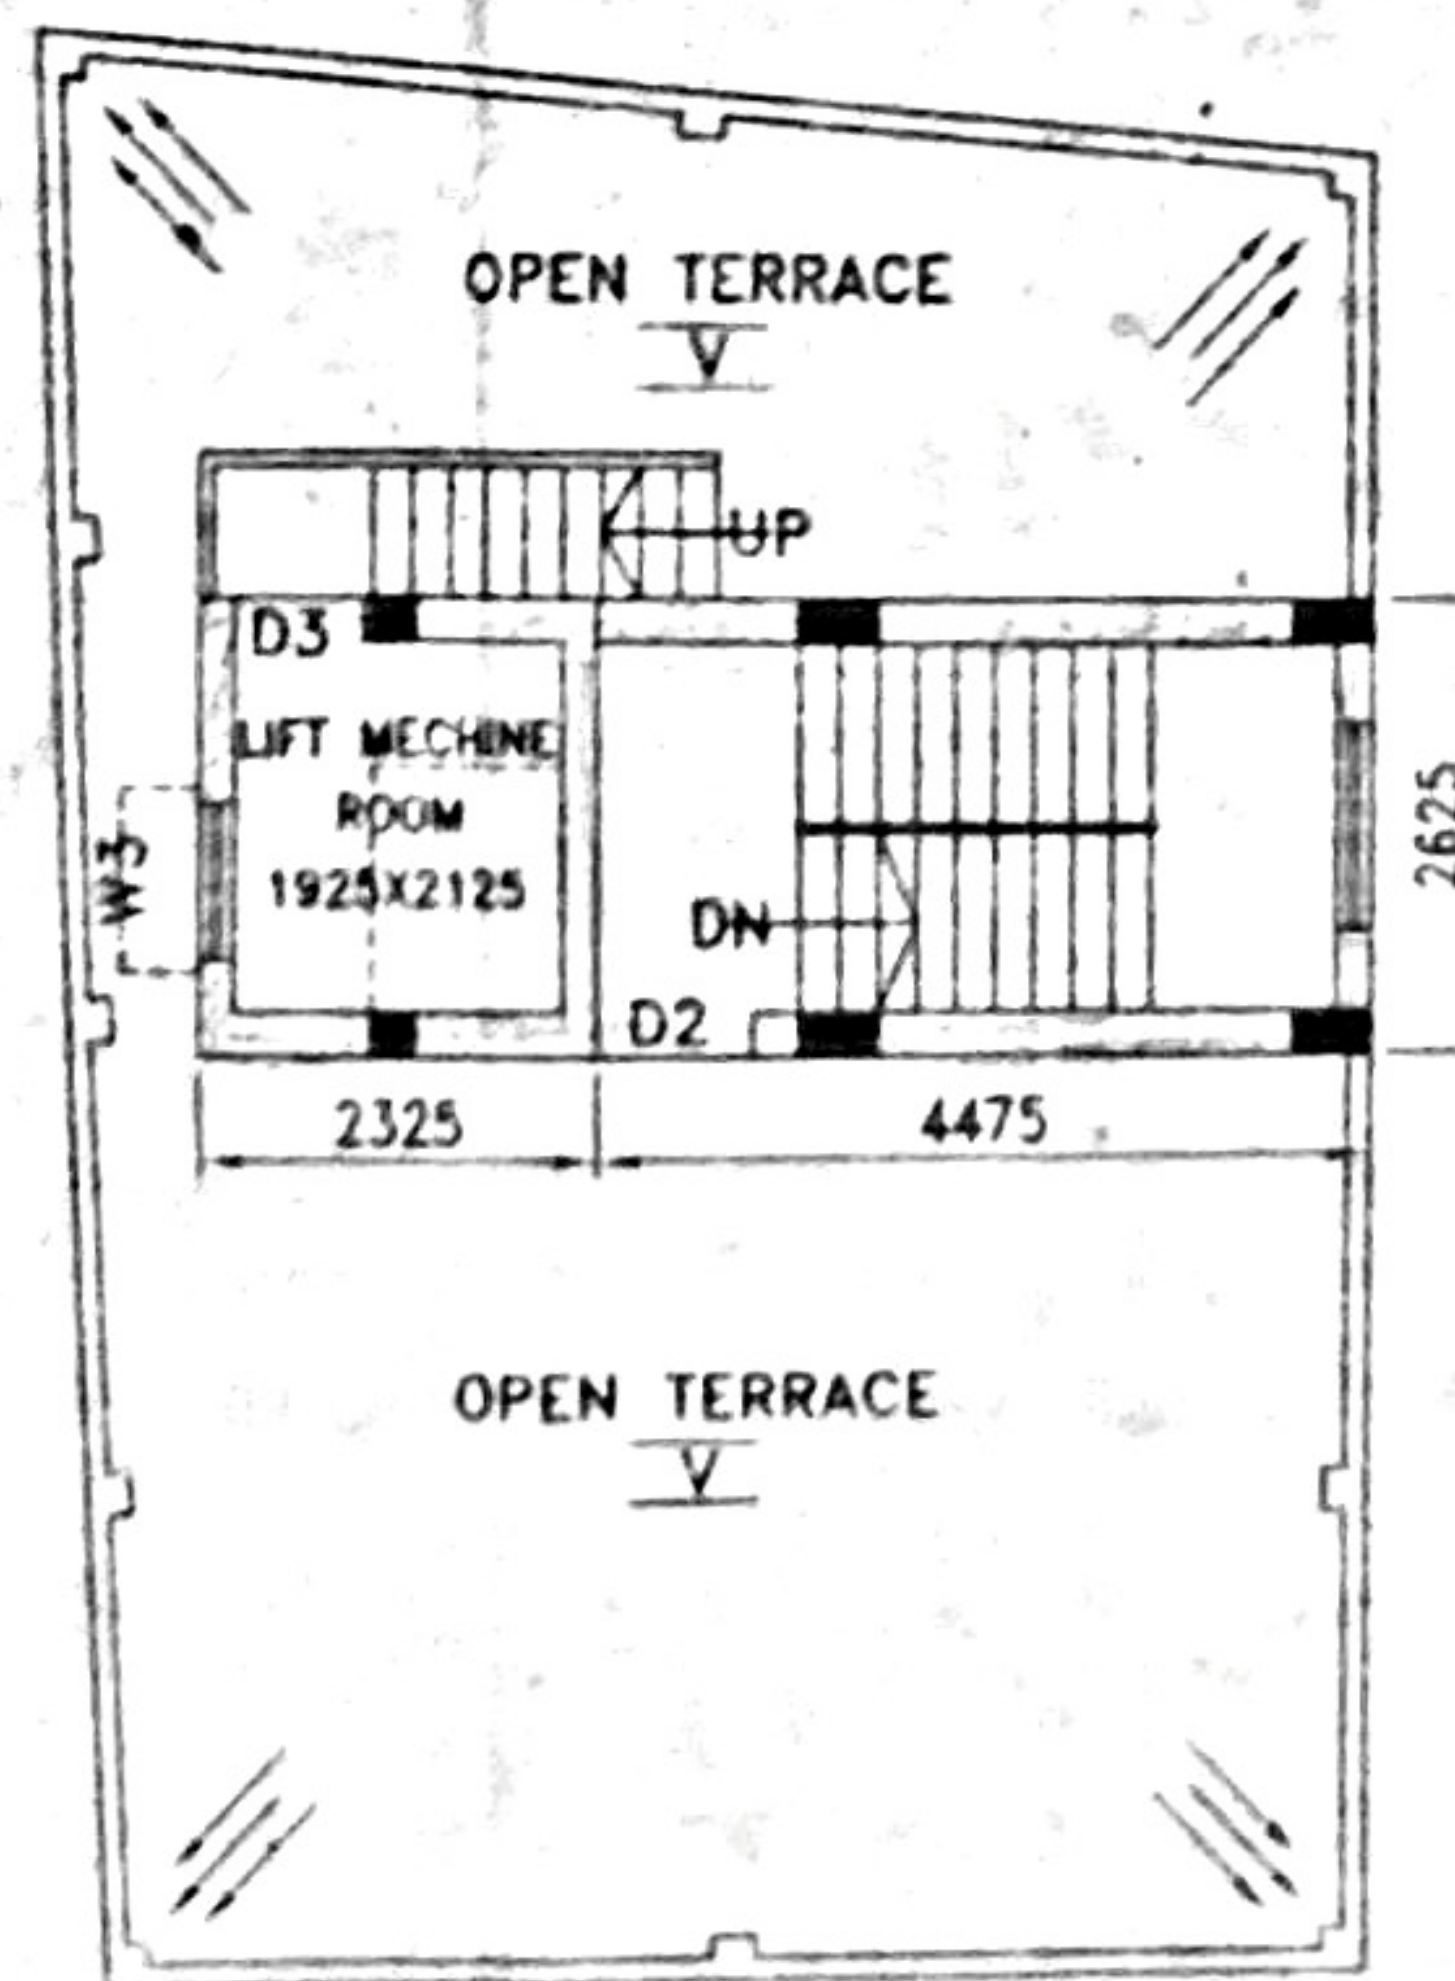 OPEN TERRACE
UP
D3
LIFT MECHINE
ROOM
1925X2125
W3
DN
D2
2625
2325
4475
OPEN TERRACE